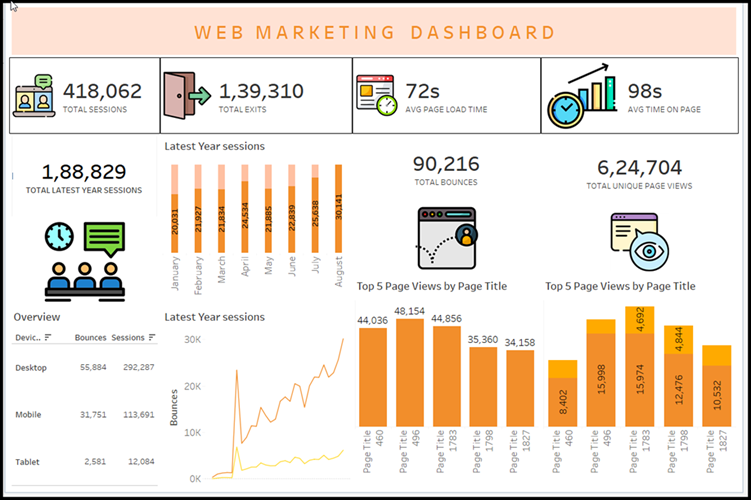 WEB MARKETING DASHBOARD
418,062
TOTAL SESSIONS
1,39,310
TOTAL EXITS
72s
AVG PAGE LOAD TIME
98s
AVG TIME ON PAGE
1,88,829
TOTAL LATEST YEAR SESSIONS
Latest Year sessions
20,031
21,927
21,834
24,534
21,885
22,839
25,638
30,141
January
February
March
April
May
June
July
August
90,216
TOTAL BOUNCES
6,24,704
TOTAL UNIQUE PAGE VIEWS
Overview
Devic.. Bounces Sessions
Desktop 55,884 292,287
Mobile 31,751 113,691
Tablet 2,581 12,084
Latest Year sessions
Bounces
30K
20K
10K
0K
Top 5 Page Views by Page Title
44,036
48,154
44,856
35,360
34,158
Page Title
460
Page Title
496
Page Title
1783
Page Title
1798
Page Title
1827
Top 5 Page Views by Page Title
8,402
15,998
4,692
15,974
4,844
12,476
10,532
Page Title
460
Page Title
496
Page Title
1783
Page Title
1798
Page Title
1827